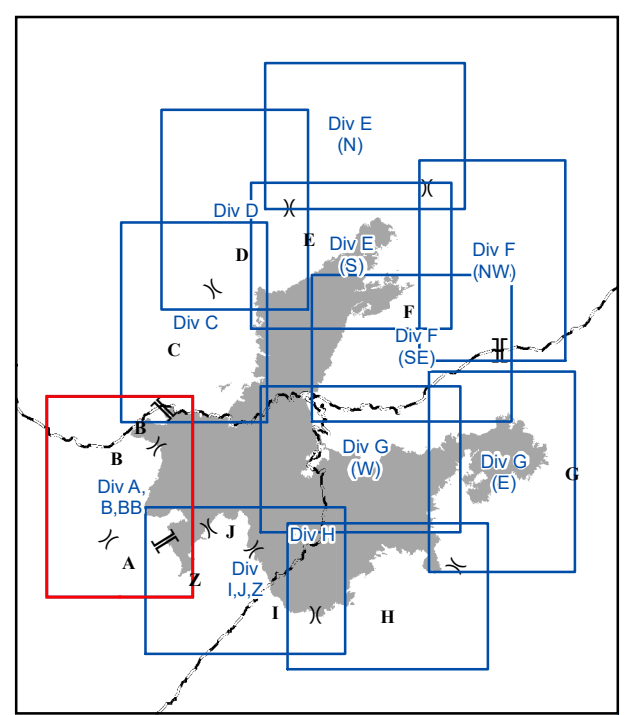 Div E
(N)
Div D
E
D
Div E
(S)
Div F
(NW)
Div C
F
Div F
(SE)
C
B
B
Div G
(W)
Div G
(E)
G
Div A,
B,BB
J
Div H
A
Z
Div
I,J,Z
I
H